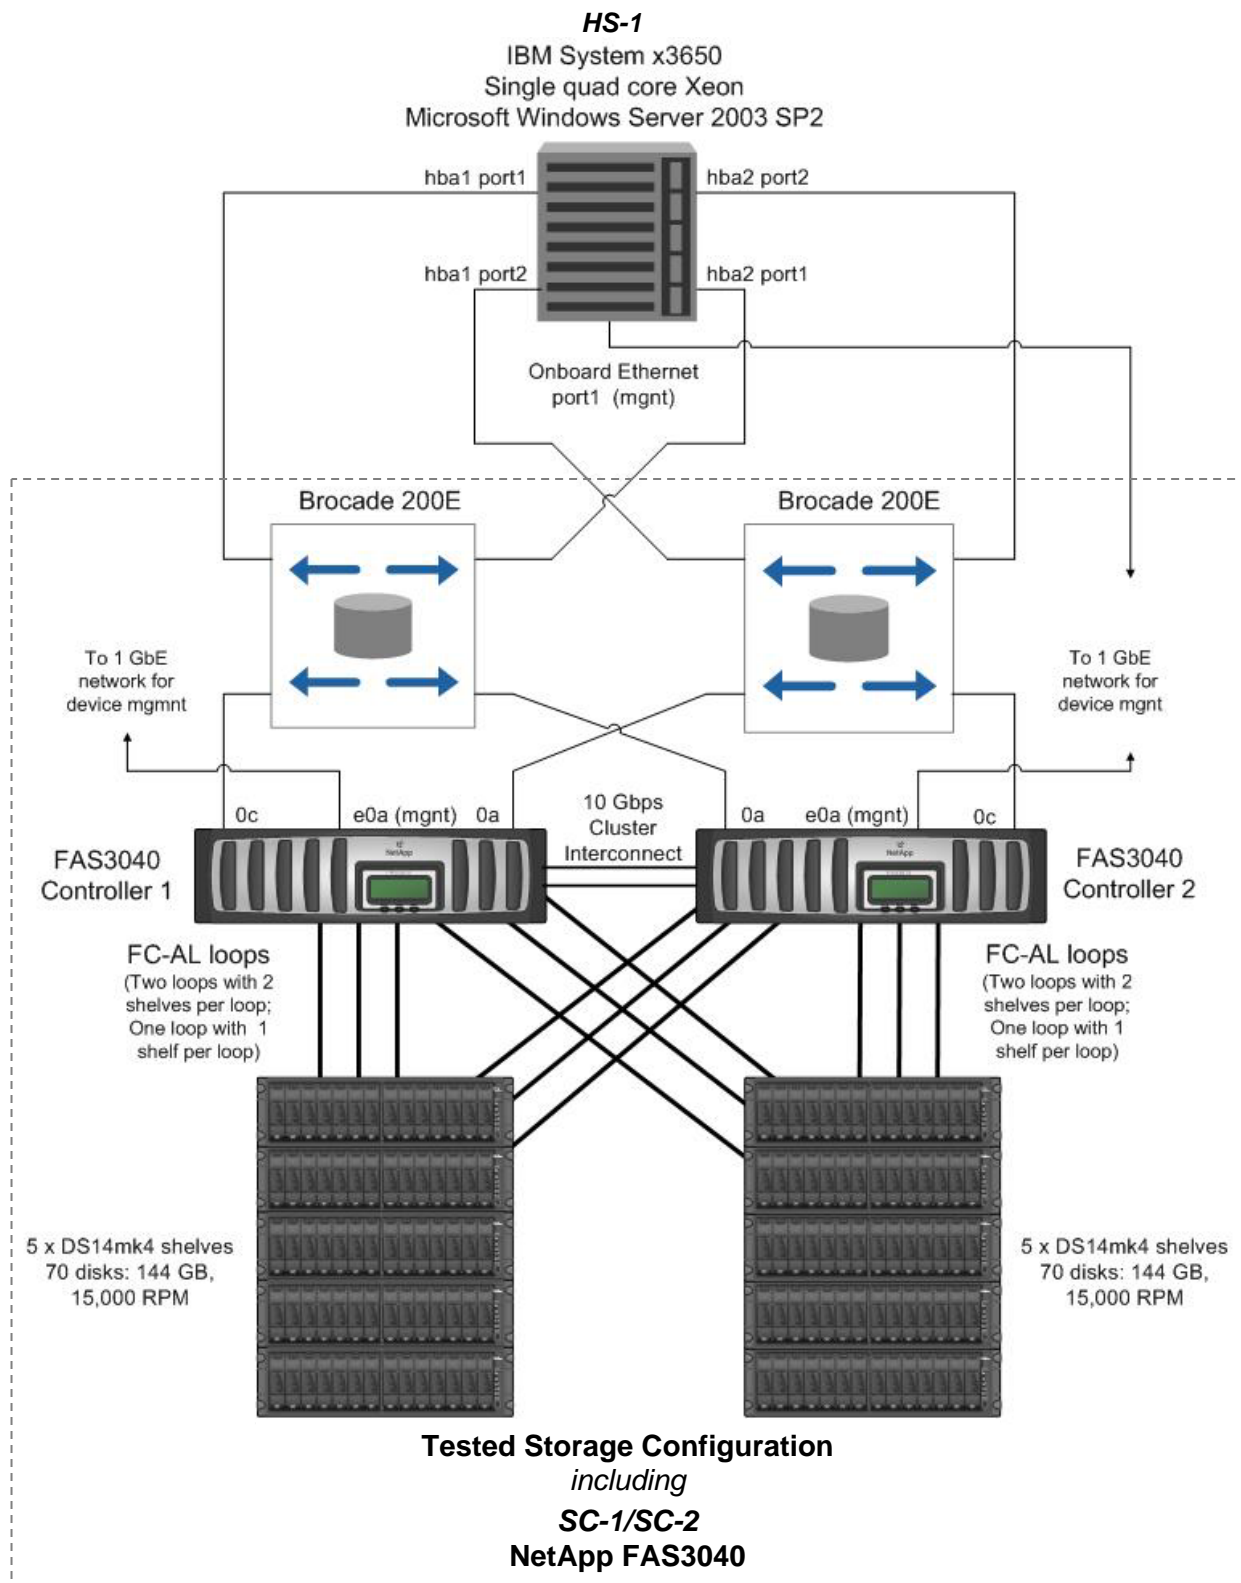 HS-1
IBM System x3650
Single quad core Xeon
Microsoft Windows Server 2003 SP2
hba1 port1
hba2 port2
hba1 port2
hba2 port1
Onboard Ethernet
port1 (mgnt)
Brocade 200E
Brocade 200E
To 1 GbE
network for
device mgmnt
To 1 GbE
network for
device mgnt
0c
e0a (mgnt)
0a
10 Gbps
Cluster
Interconnect
0a
e0a (mgnt)
0c
FAS3040
Controller 1
NetApp
NetApp
FAS3040
Controller 2
FC-AL loops
(Two loops with 2
shelves per loop;
One loop with 1
shelf per loop)
FC-AL loops
(Two loops with 2
shelves per loop;
One loop with 1
shelf per loop)
5 x DS14mk4 shelves
70 disks: 144 GB,
15,000 RPM
5 x DS14mk4 shelves
70 disks: 144 GB,
15,000 RPM
Tested Storage Configuration
including
SC-1/SC-2
NetApp FAS3040